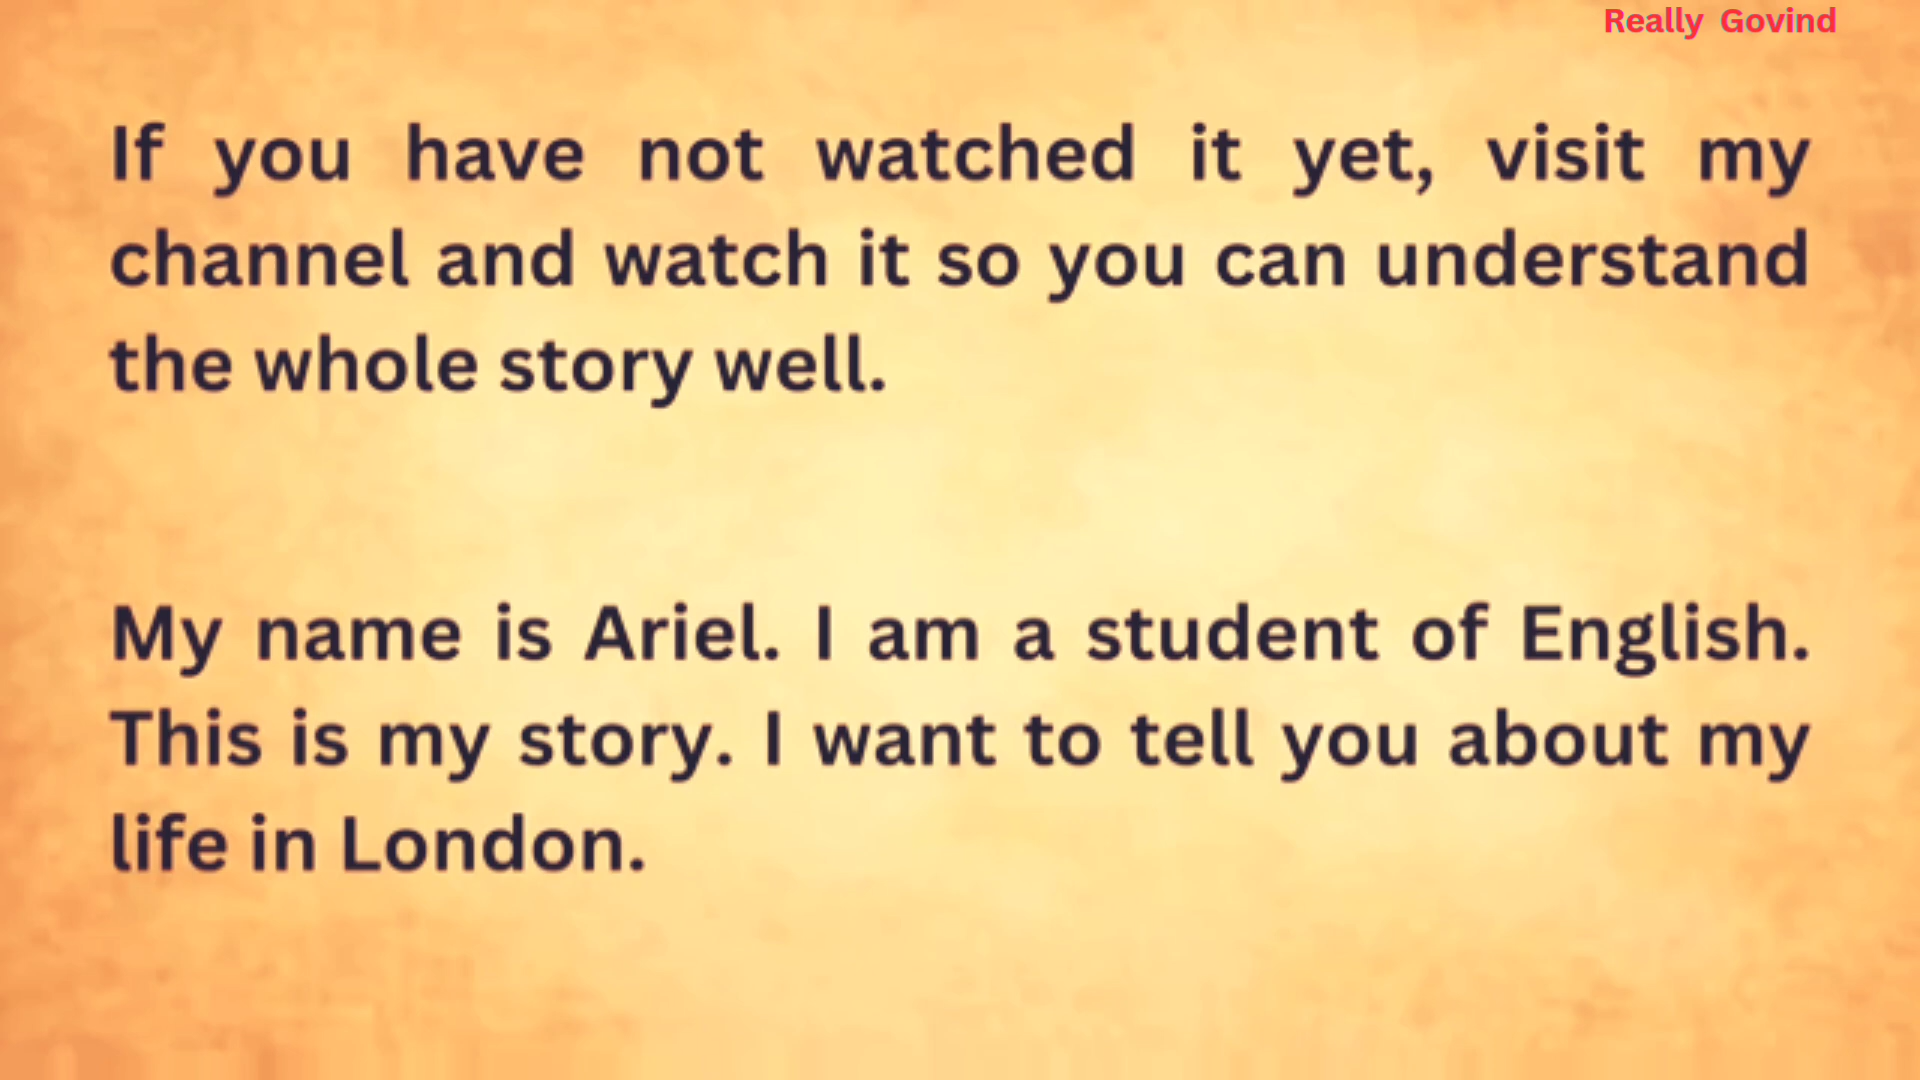 Really Govind
If you have not watched it yet, visit my
channel and watch it so you can understand
the whole story well.
My name is Ariel. I am a student of English.
This is my story. I want to tell you about my
life in London.